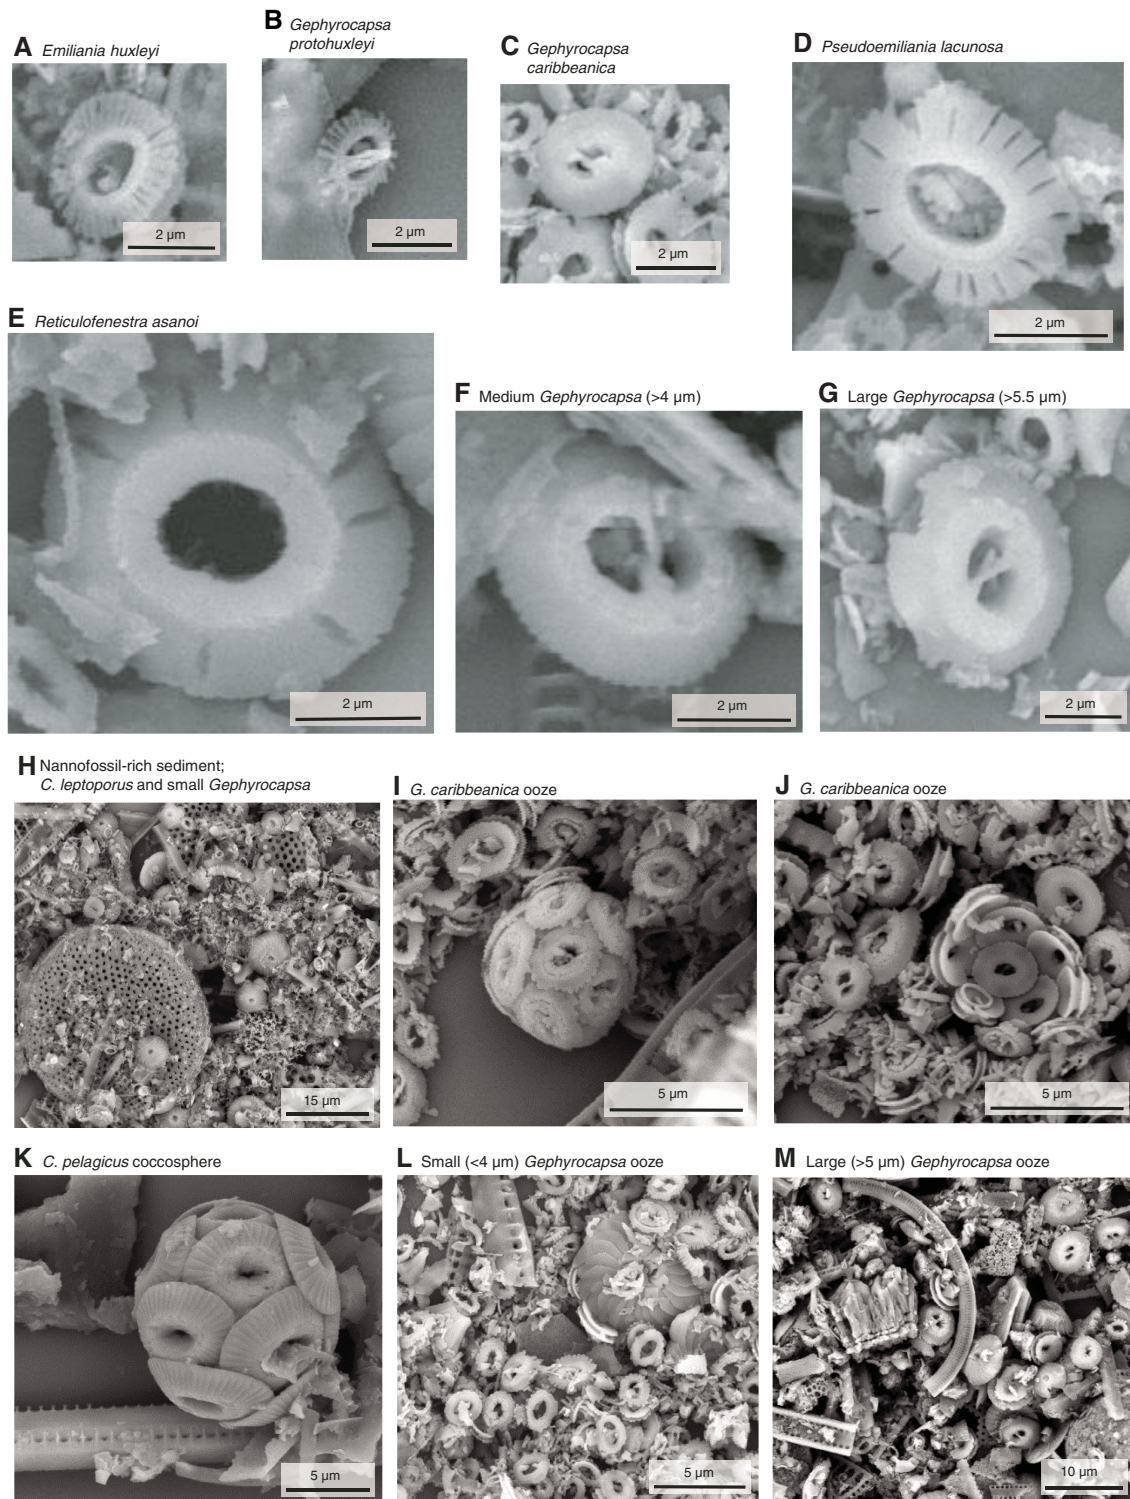 A Emiliania huxleyi
2 µm
B Gephyrocapsa
protohuxleyi
2 µm
C Gephyrocapsa
caribbeanica
2 µm
D Pseudoemiliania lacunosa
2 µm
E Reticulofenestra asanoi
2 µm
F Medium Gephyrocapsa (>4 µm)
2 µm
G Large Gephyrocapsa (>5.5 µm)
2 µm
H Nannofossil-rich sediment;
C. leptoporus and small Gephyrocapsa
15 µm
I G. caribbeanica ooze
5 µm
J G. caribbeanica ooze
5 µm
K C. pelagicus coccosphere
5 µm
L Small (<4 µm) Gephyrocapsa ooze
5 µm
M Large (>5 µm) Gephyrocapsa ooze
10 µm